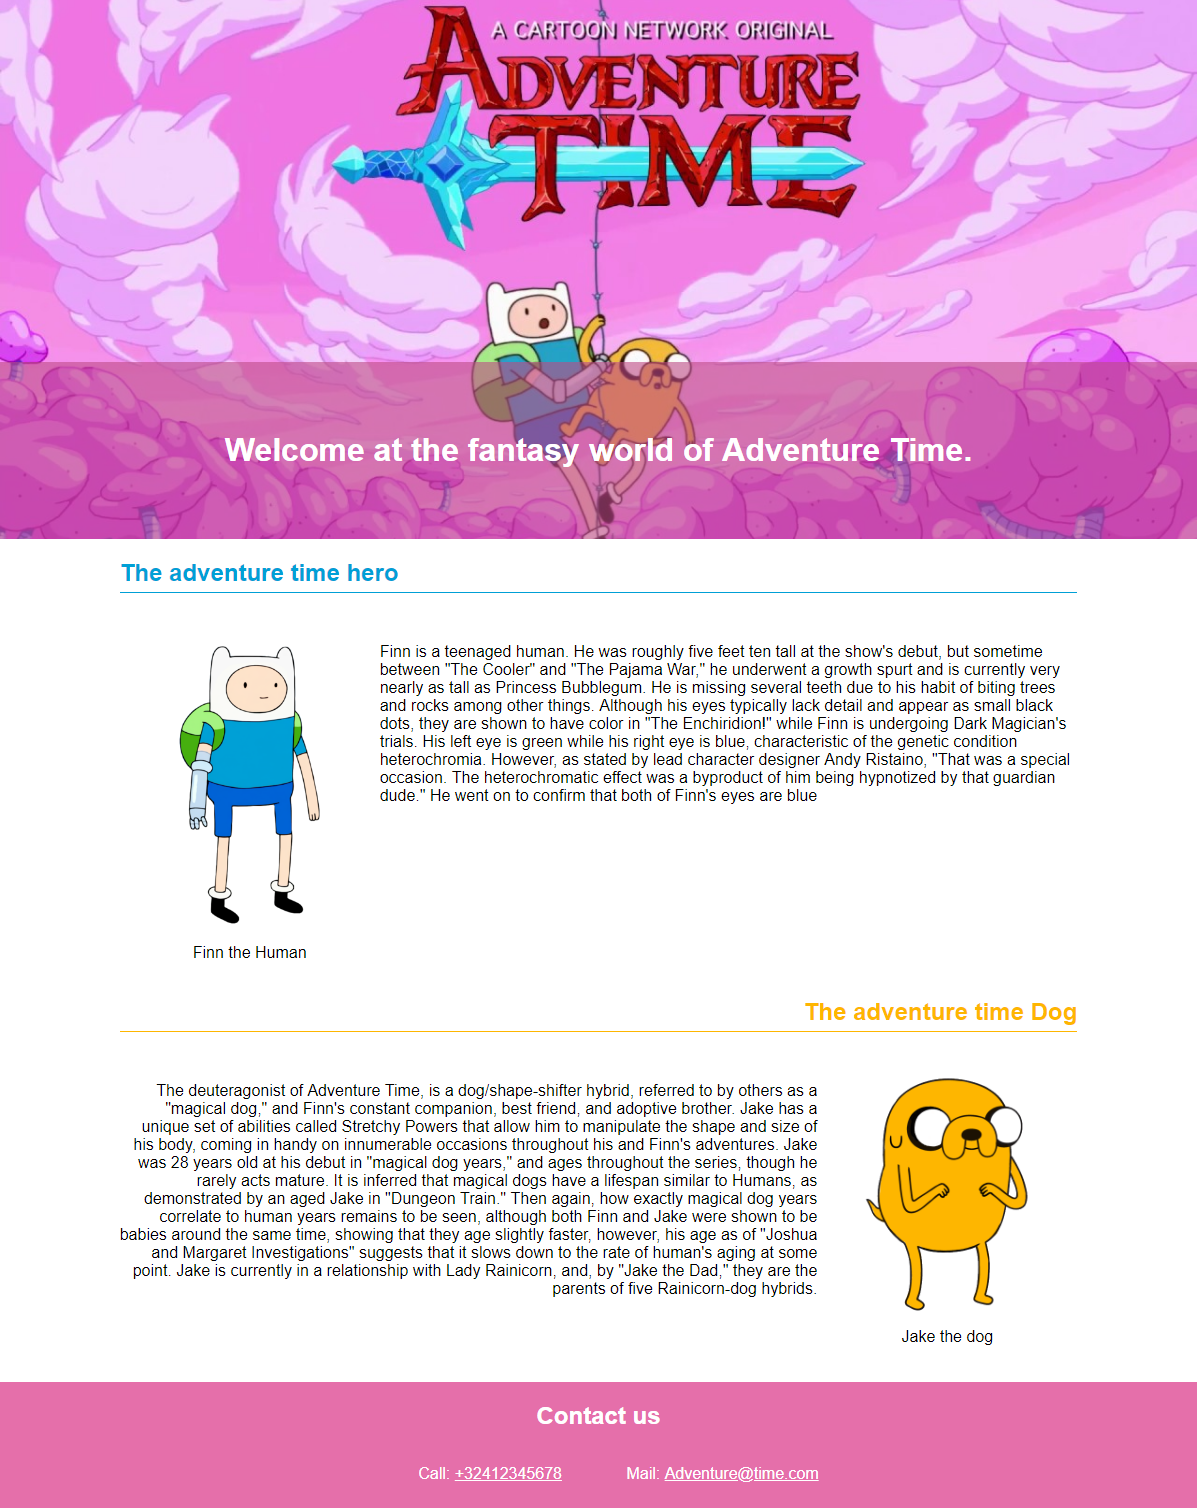 A CARTOON NETWORK ORIGINAL
ADVENTURE
TIME
Welcome at the fantasy world of Adventure Time.
The adventure time hero
Finn is a teenaged human. He was roughly five feet ten tall at the show's debut, but sometime
between "The Cooler" and "The Pajama War," he underwent a growth spurt and is currently very
nearly as tall as Princess Bubblegum. He is missing several teeth due to his habit of biting trees
and rocks among other things. Although his eyes typically lack detail and appear as small black
dots, they are shown to have color in "The Enchiridion!" while Finn is undergoing Dark Magician's
trials. His left eye is green while his right eye is blue, characteristic of the genetic condition
heterochromia. However, as stated by lead character designer Andy Ristaino, "That was a special
occasion. The heterochromatic effect was a byproduct of him being hypnotized by that guardian
dude." He went on to confirm that both of Finn's eyes are blue
Finn the Human
The adventure time Dog
The deuteragonist of Adventure Time, is a dog/shape-shifter hybrid, referred to by others as a
"magical dog," and Finn's constant companion, best friend, and adoptive brother. Jake has a
unique set of abilities called Stretchy Powers that allow him to manipulate the shape and size of
his body, coming in handy on innumerable occasions throughout his and Finn's adventures. Jake
was 28 years old at his debut in "magical dog years," and ages throughout the series, though he
rarely acts mature. It is inferred that magical dogs have a lifespan similar to Humans, as
demonstrated by an aged Jake in "Dungeon Train." Then again, how exactly magical dog years
correlate to human years remains to be seen, although both Finn and Jake were shown to be
babies around the same time, showing that they age slightly faster, however, his age as of "Joshua
and Margaret Investigations" suggests that it slows down to the rate of human's aging at some
point. Jake is currently in a relationship with Lady Rainicorn, and, by "Jake the Dad," they are the
parents of five Rainicorn-dog hybrids.
Jake the dog
Contact us
Call: +32412345678 Mail: Adventure@time.com